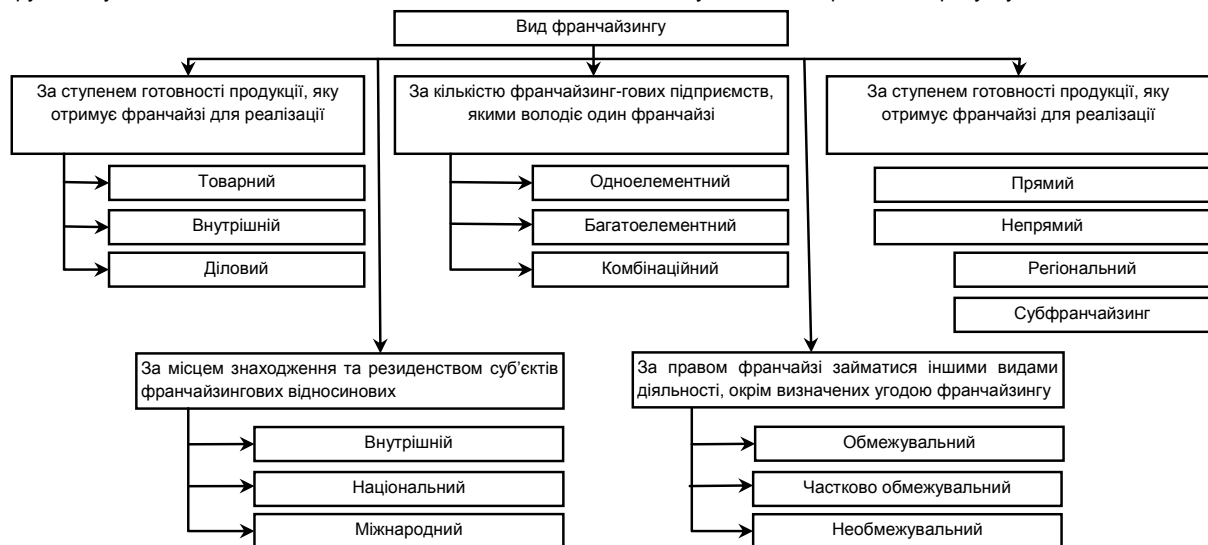 Вид франчайзингу
За ступенем готовності продукції, яку
отримує франчайзі для реалізації
Товарний
Внутрішній
Діловий
За кількістю франчайзинг-гових підприємств,
якими володіє один франчайзі
Одноелементний
Багатоелементний
Комбінаційний
За ступенем готовності продукції, яку
отримує франчайзі для реалізації
Прямий
Непрямий
Регіональний
Субфранчайзинг
За місцем знаходження та резиденством суб’єктів
франчайзингових відносинових
Внутрішній
Національний
Міжнародний
За правом франчайзі займатися іншими видами
діяльності, окрім визначених угодою франчайзингу
Обмежувальний
Частково обмежувальний
Необмежувальний